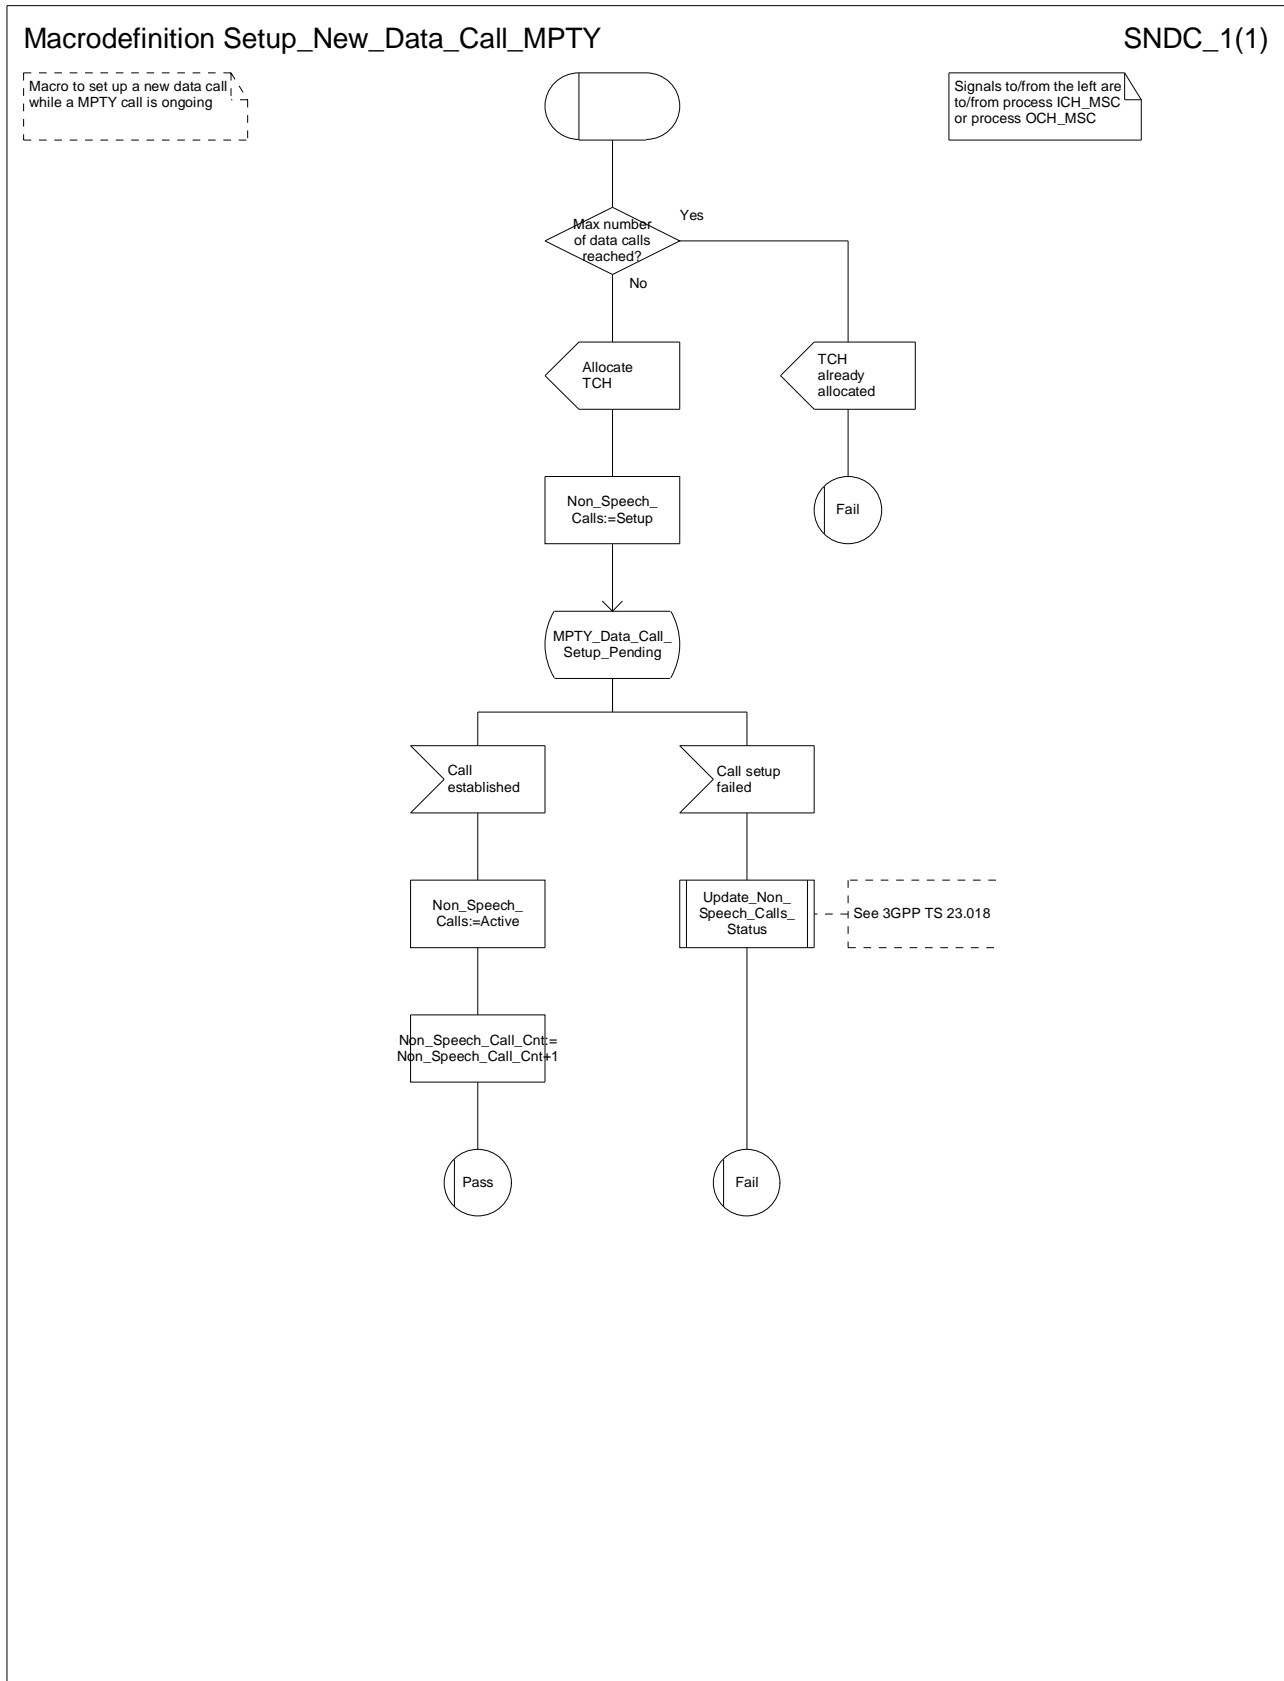 Macrodefinition Setup_New_Data_Call_MPTY
SNDC_1(1)
Macro to set up a new data call
while a MPTY call is ongoing
Signals to/from the left are
to/from process ICH_MSC
or process OCH_MSC
Max number
of data calls
reached?
Yes
No
Allocate
TCH
TCH
already
allocated
Non_Speech_
Calls:=Setup
Fail
MPTY_Data_Call_
Setup_Pending
Call
established
Call setup
failed
Non_Speech_
Calls:=Active
Update_Non_
Speech_Calls_
Status
See 3GPP TS 23.018
Non_Speech_Call_Cnt:=
Non_Speech_Call_Cnt+1
Pass
Fail